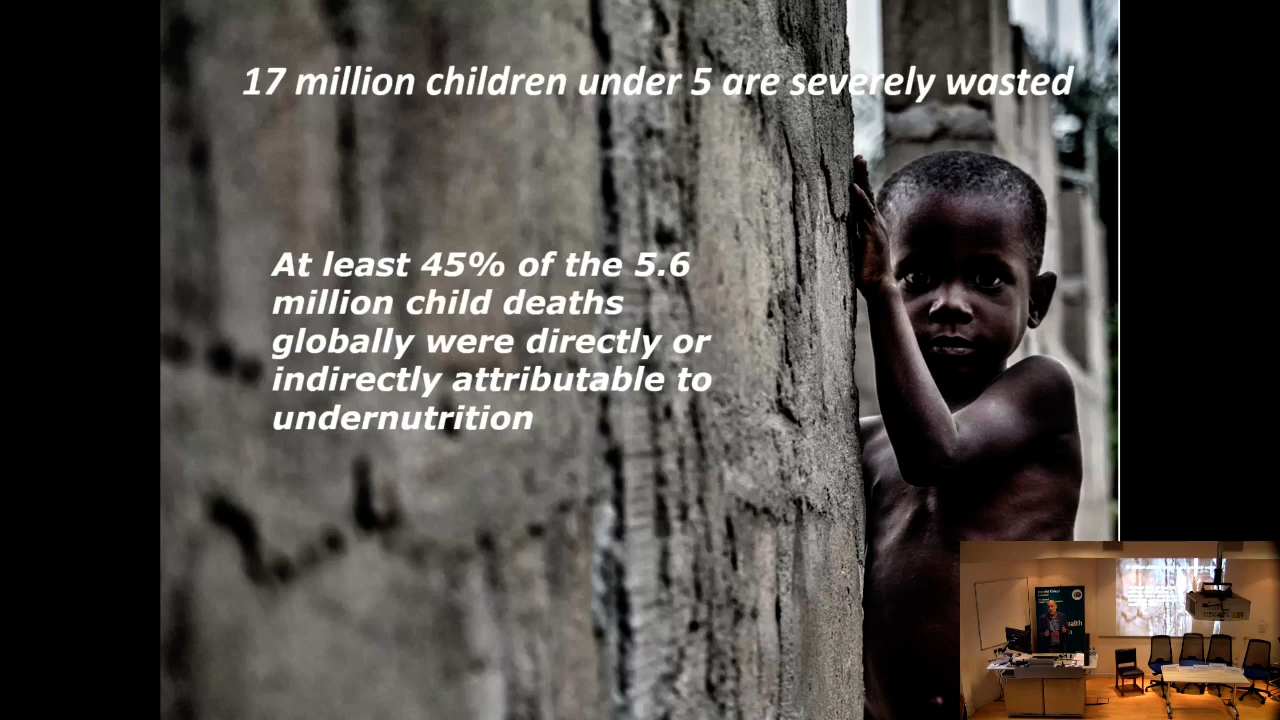 17 million children under 5 are severely wasted
At least 45% of the 5.6
million child deaths
globally were directly or
indirectly attributable to
undernutrition